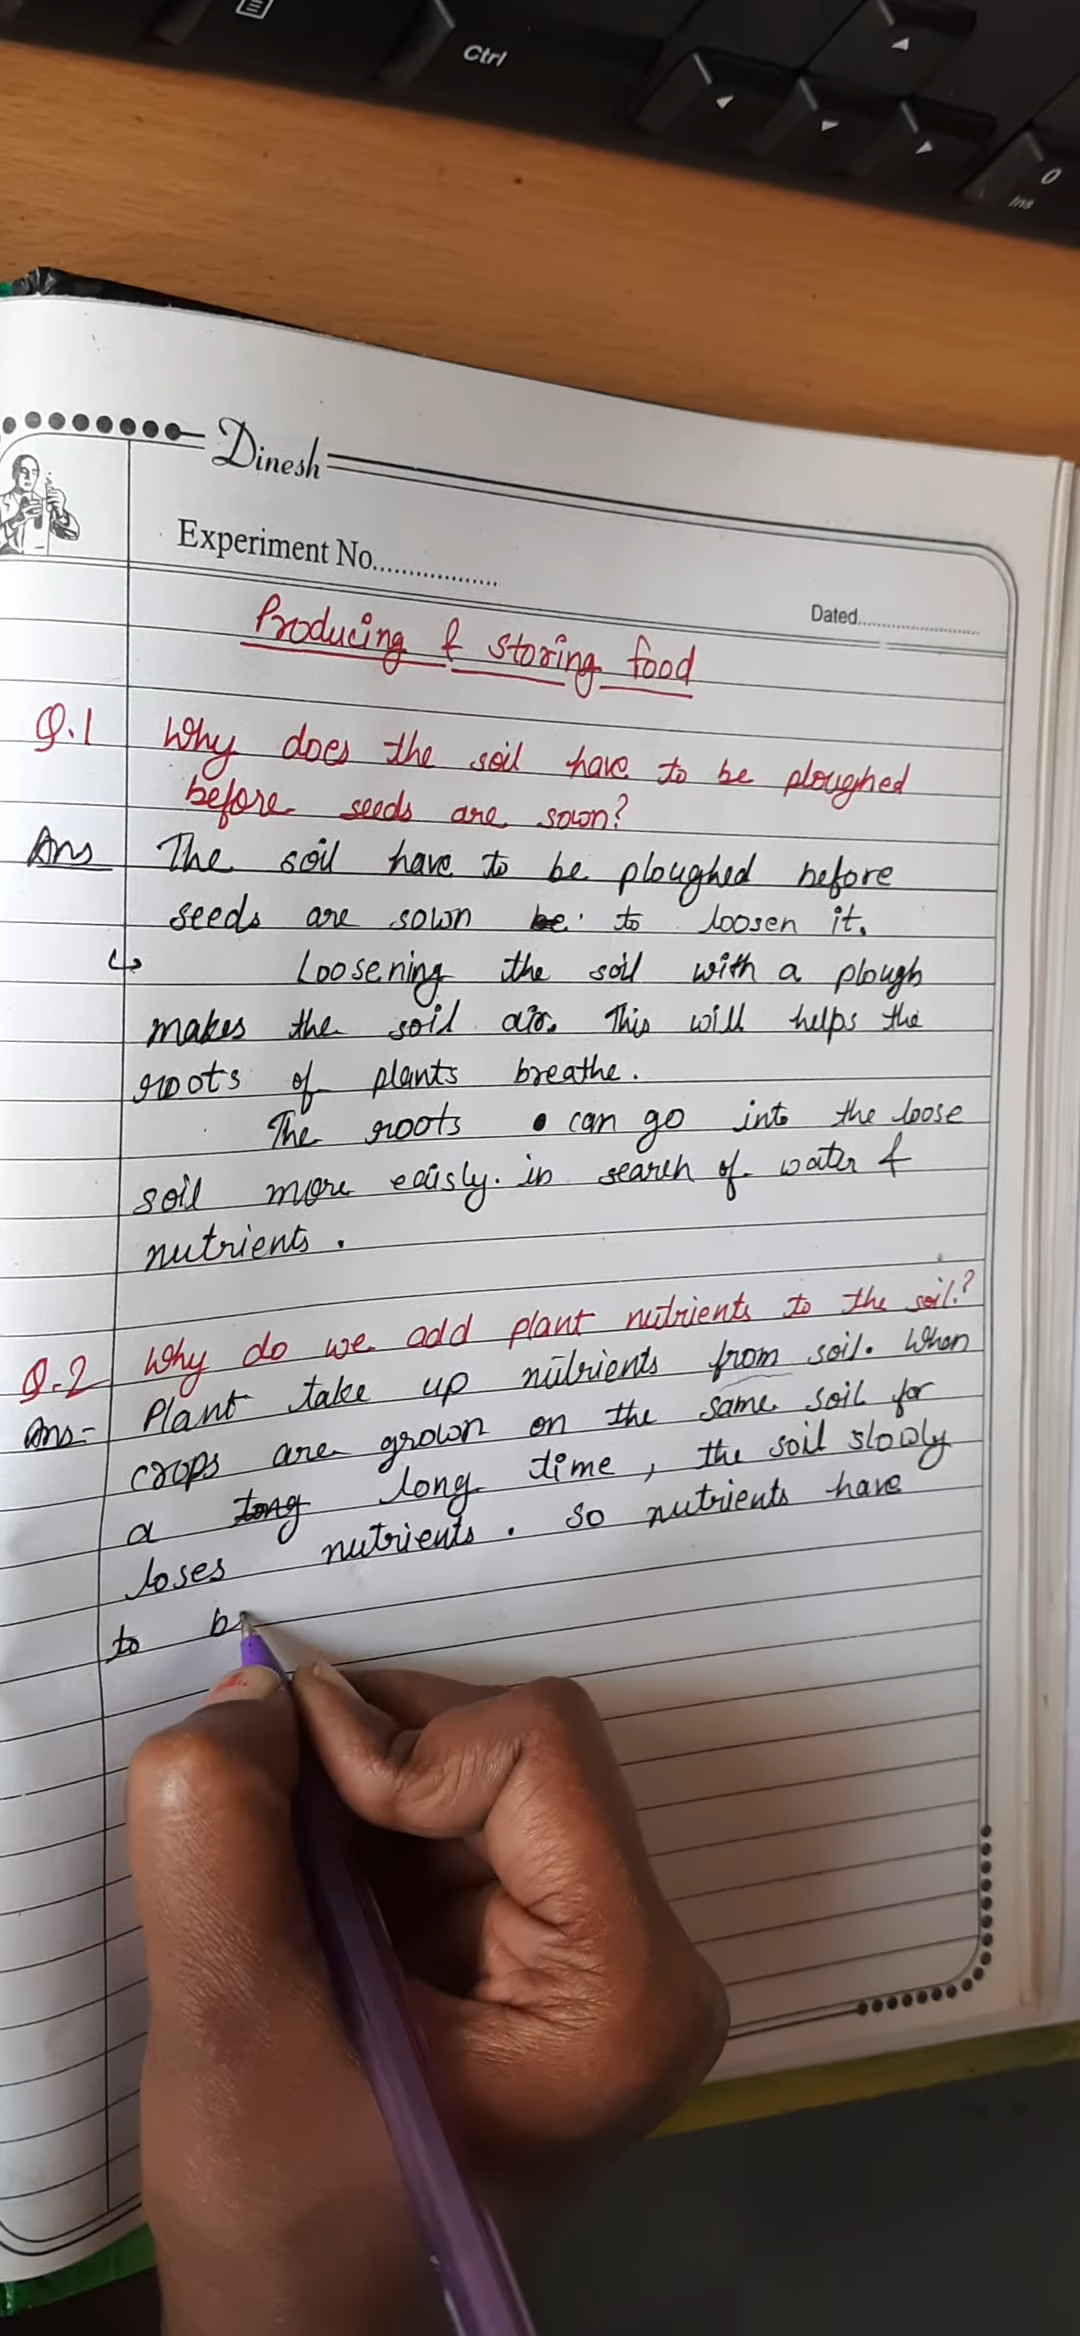 Ctrl
0
Ins
Dinesh
Experiment No..................
Dated..............................
Producing & Storing food
Q.1 Why does the soil have to be ploughed
before seeds are sown?
Ans The soil have to be ploughed before
seeds are sown be to loosen it.
↳ Loosening the soil with a plough
makes the soil air. This will helps the
roots of plants breathe.
The roots can go into the loose
soil more eaisly. in search of water &
nutrients.
Q.2 Why do we add plant nutrients to the soil?
Ans:- Plant take up nutrients from soil. When
crops are grown on the same soil for
a tong long time, the soil slowly
loses nutrients. So nutrients have
to b